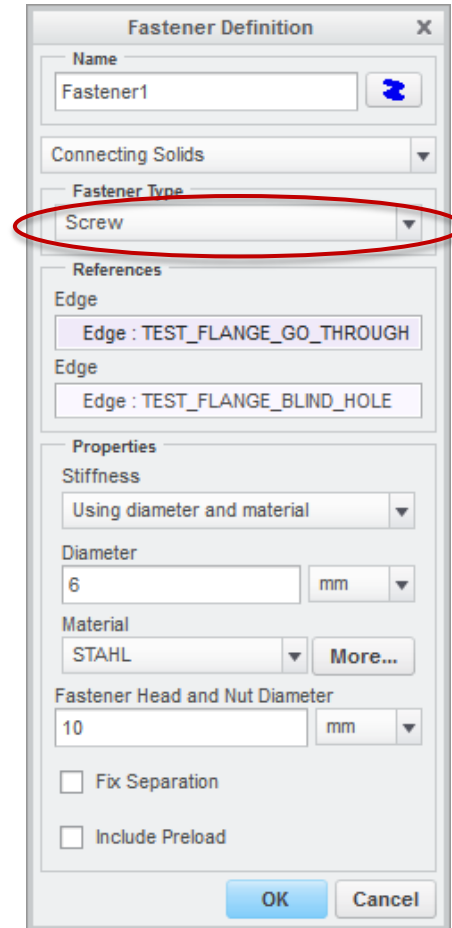 Fastener Definition X
Name
Fastener1
Connecting Solids
Fastener Type
Screw
References
Edge
Edge : TEST_FLANGE_GO_THROUGH
Edge
Edge : TEST_FLANGE_BLIND_HOLE
Properties
Stiffness
Using diameter and material
Diameter
6 mm
Material
STAHL More...
Fastener Head and Nut Diameter
10 mm
Fix Separation
Include Preload
OK Cancel